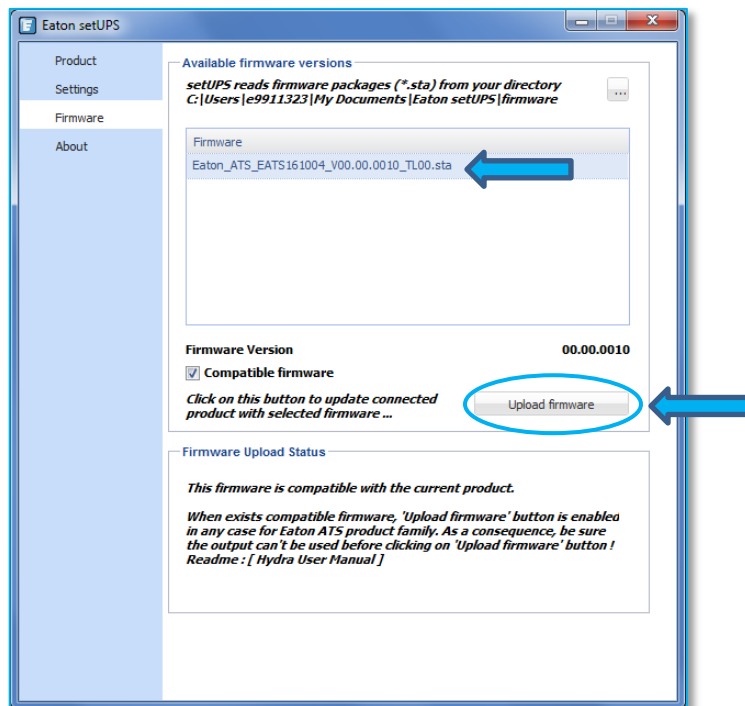 Eaton setUPS
Product
Settings
Firmware
About
Available firmware versions
setUPS reads firmware packages (*.sta) from your directory
C:|Users|e9911323|My Documents|Eaton setUPS|firmware
...
Firmware
Eaton_ATS_EATS161004_V00.00.0010_TL00.sta
Firmware Version 00.00.0010
Compatible firmware
Click on this button to update connected
product with selected firmware ...
Upload firmware
Firmware Upload Status
This firmware is compatible with the current product.
When exists compatible firmware, 'Upload firmware' button is enabled
in any case for Eaton ATS product family. As a consequence, be sure
the output can't be used before clicking on 'Upload firmware' button !
Readme : [ Hydra User Manual ]